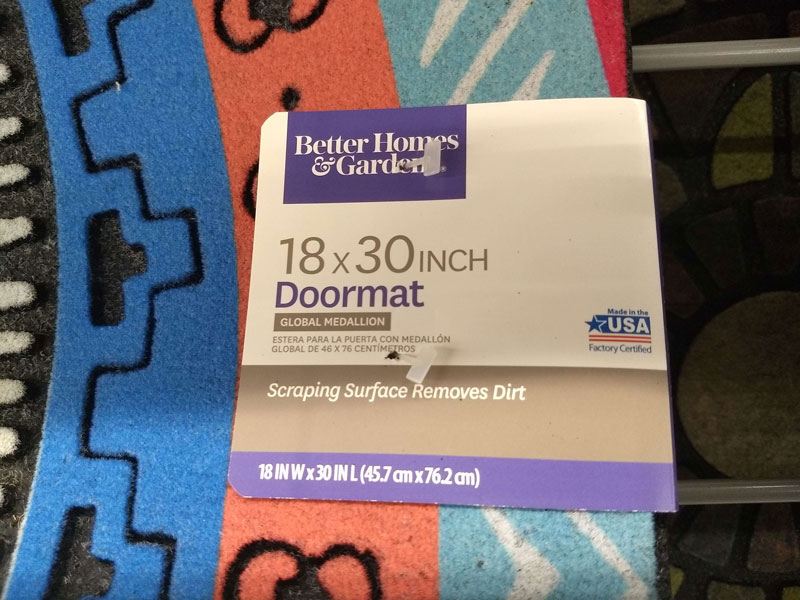 Better Homes
& Gardens®
18 x 30 INCH
Doormat
GLOBAL MEDALLION
ESTERA PARA LA PUERTA CON MEDALLÓN
GLOBAL DE 46 X 76 CENTÍMETROS
Made in the
USA
Factory Certified
Scraping Surface Removes Dirt
18 IN W x 30 IN L (45.7 cm x 76.2 cm)